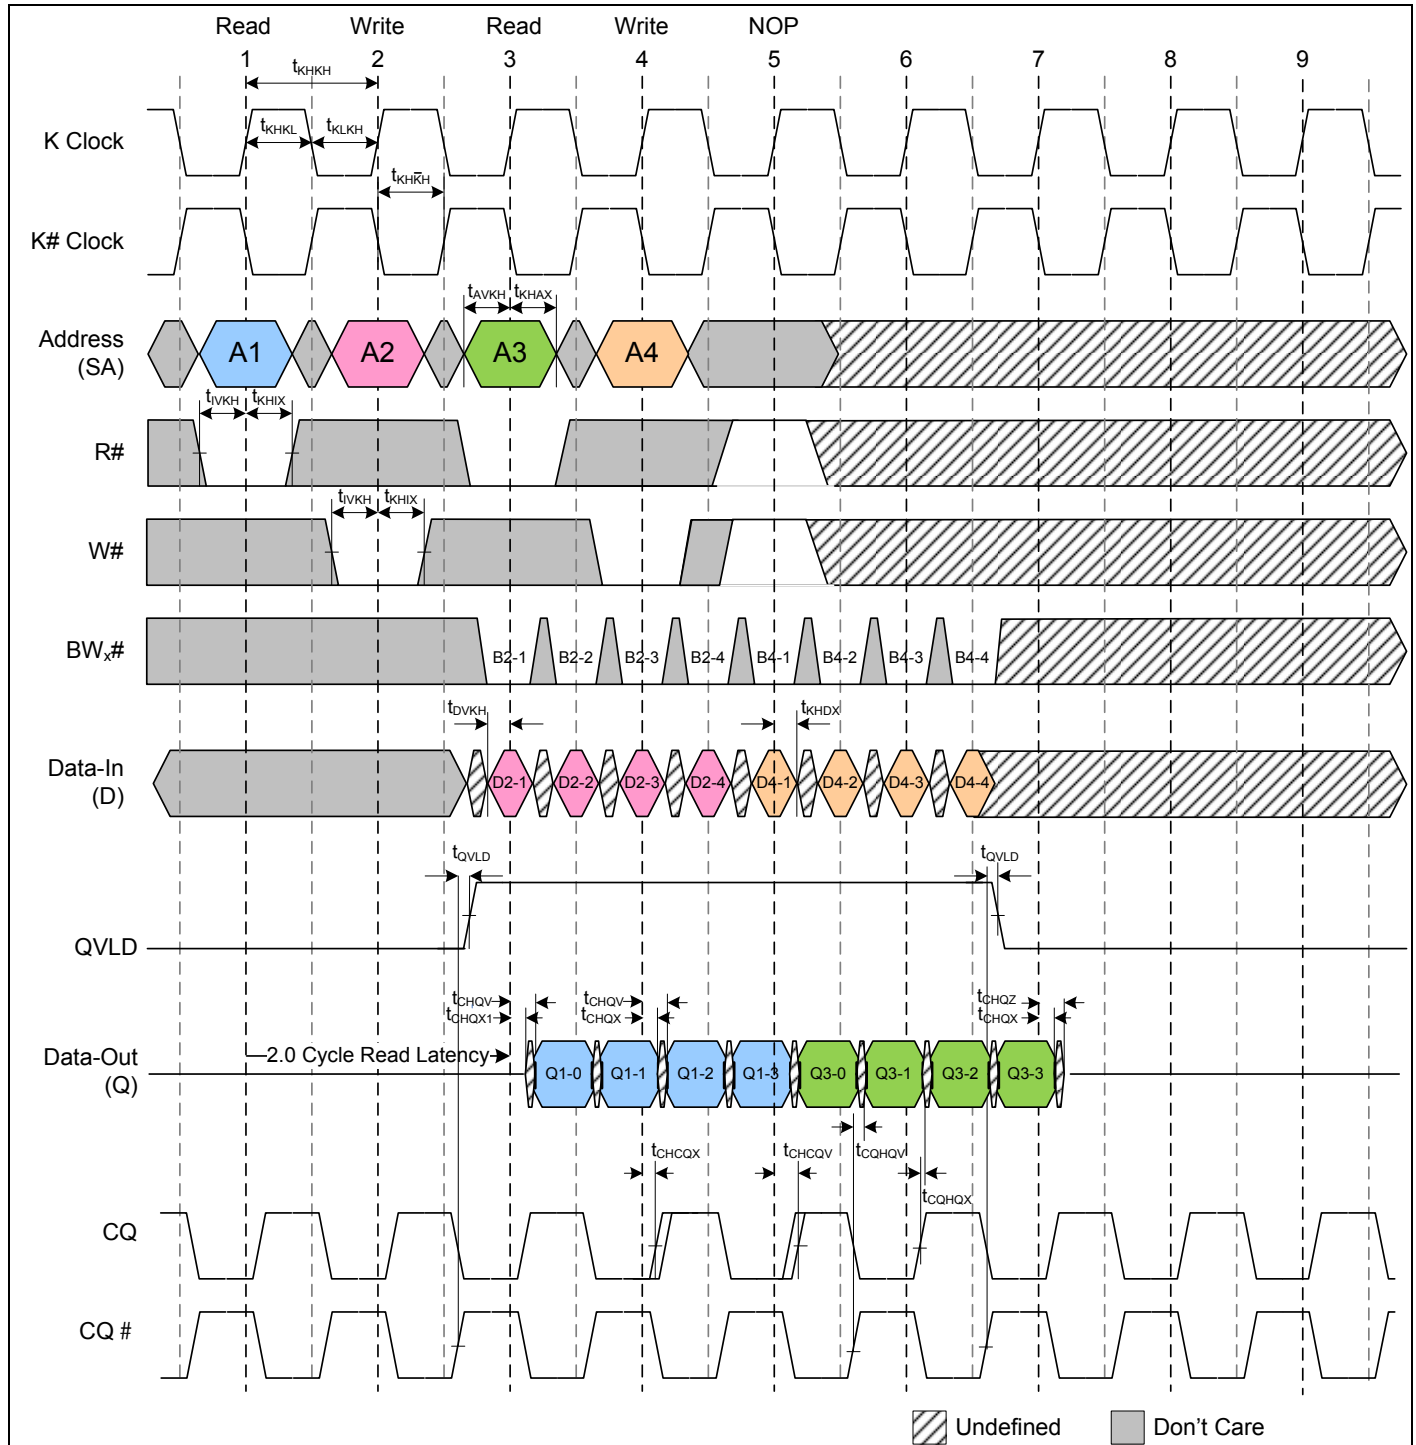 Read Write Read Write NOP
1 2 3 4 5 6 7 8 9
tKHKH
K Clock
tKHKL tKLKH
tKHK̅H
K# Clock
tAVKH tKHAX
Address
(SA)
A1 A2 A3 A4
tIVKH tKHIX
R#
tIVKH tKHIX
W#
BWx#
B2-1 B2-2 B2-3 B2-4 B4-1 B4-2 B4-3 B4-4
tDVKH tKHDX
Data-In
(D)
D2-1 D2-2 D2-3 D2-4 D4-1 D4-2 D4-3 D4-4
tQVLD tQVLD
QVLD
tCHQV tCHQV tCHQZ
tCHQX1 tCHQX tCHQX
Data-Out
(Q)
2.0 Cycle Read Latency
Q1-0 Q1-1 Q1-2 Q1-3 Q3-0 Q3-1 Q3-2 Q3-3
tCHCQX tCHCQV tCQHQV
tCQHQX
CQ
CQ #
Undefined Don't Care